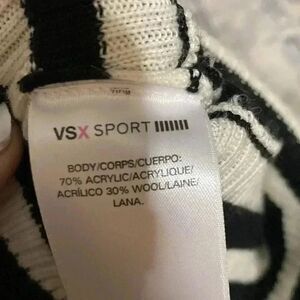 VSX SPORT
BODY/CORPS/CUERPO:
70% ACRYLIC/ACRYLIQUE/
ACRÍLICO 30% WOOL/LAINE/
LANA.